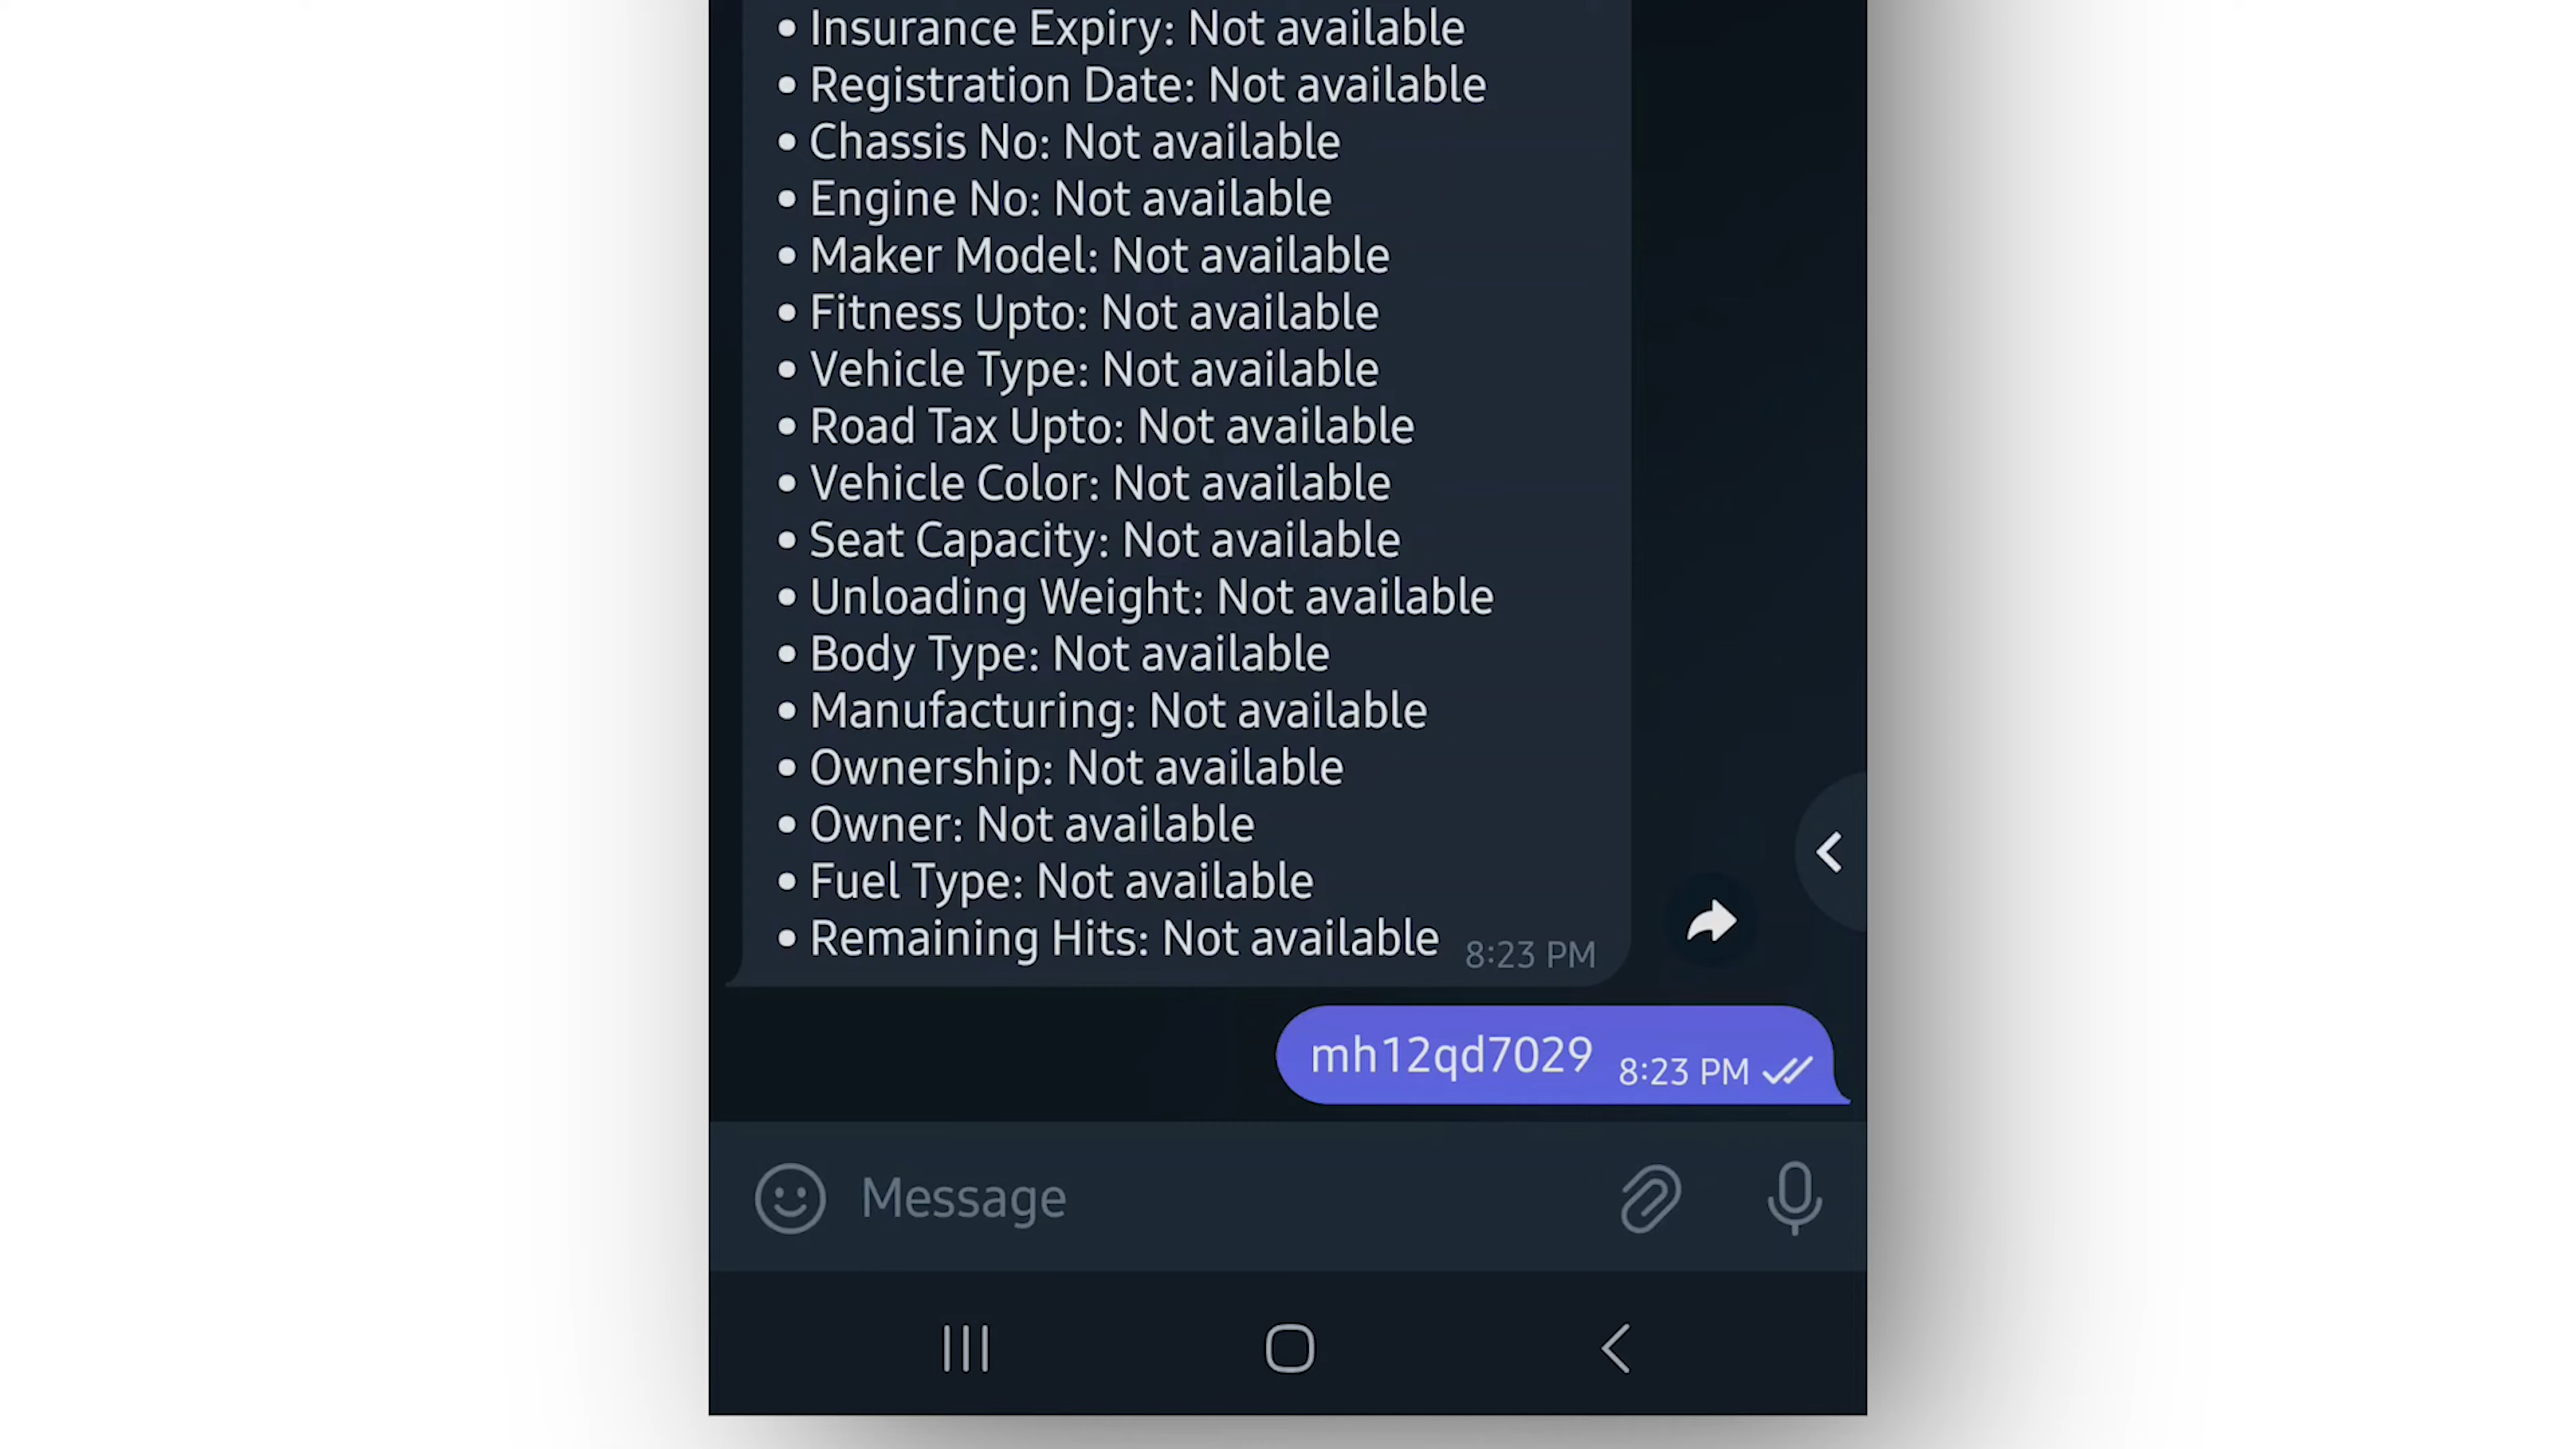 • Insurance Expiry: Not available
• Registration Date: Not available
• Chassis No: Not available
• Engine No: Not available
• Maker Model: Not available
• Fitness Upto: Not available
• Vehicle Type: Not available
• Road Tax Upto: Not available
• Vehicle Color: Not available
• Seat Capacity: Not available
• Unloading Weight: Not available
• Body Type: Not available
• Manufacturing: Not available
• Ownership: Not available
• Owner: Not available
• Fuel Type: Not available
• Remaining Hits: Not available 8:23 PM
mh12qd7029 8:23 PM
Message